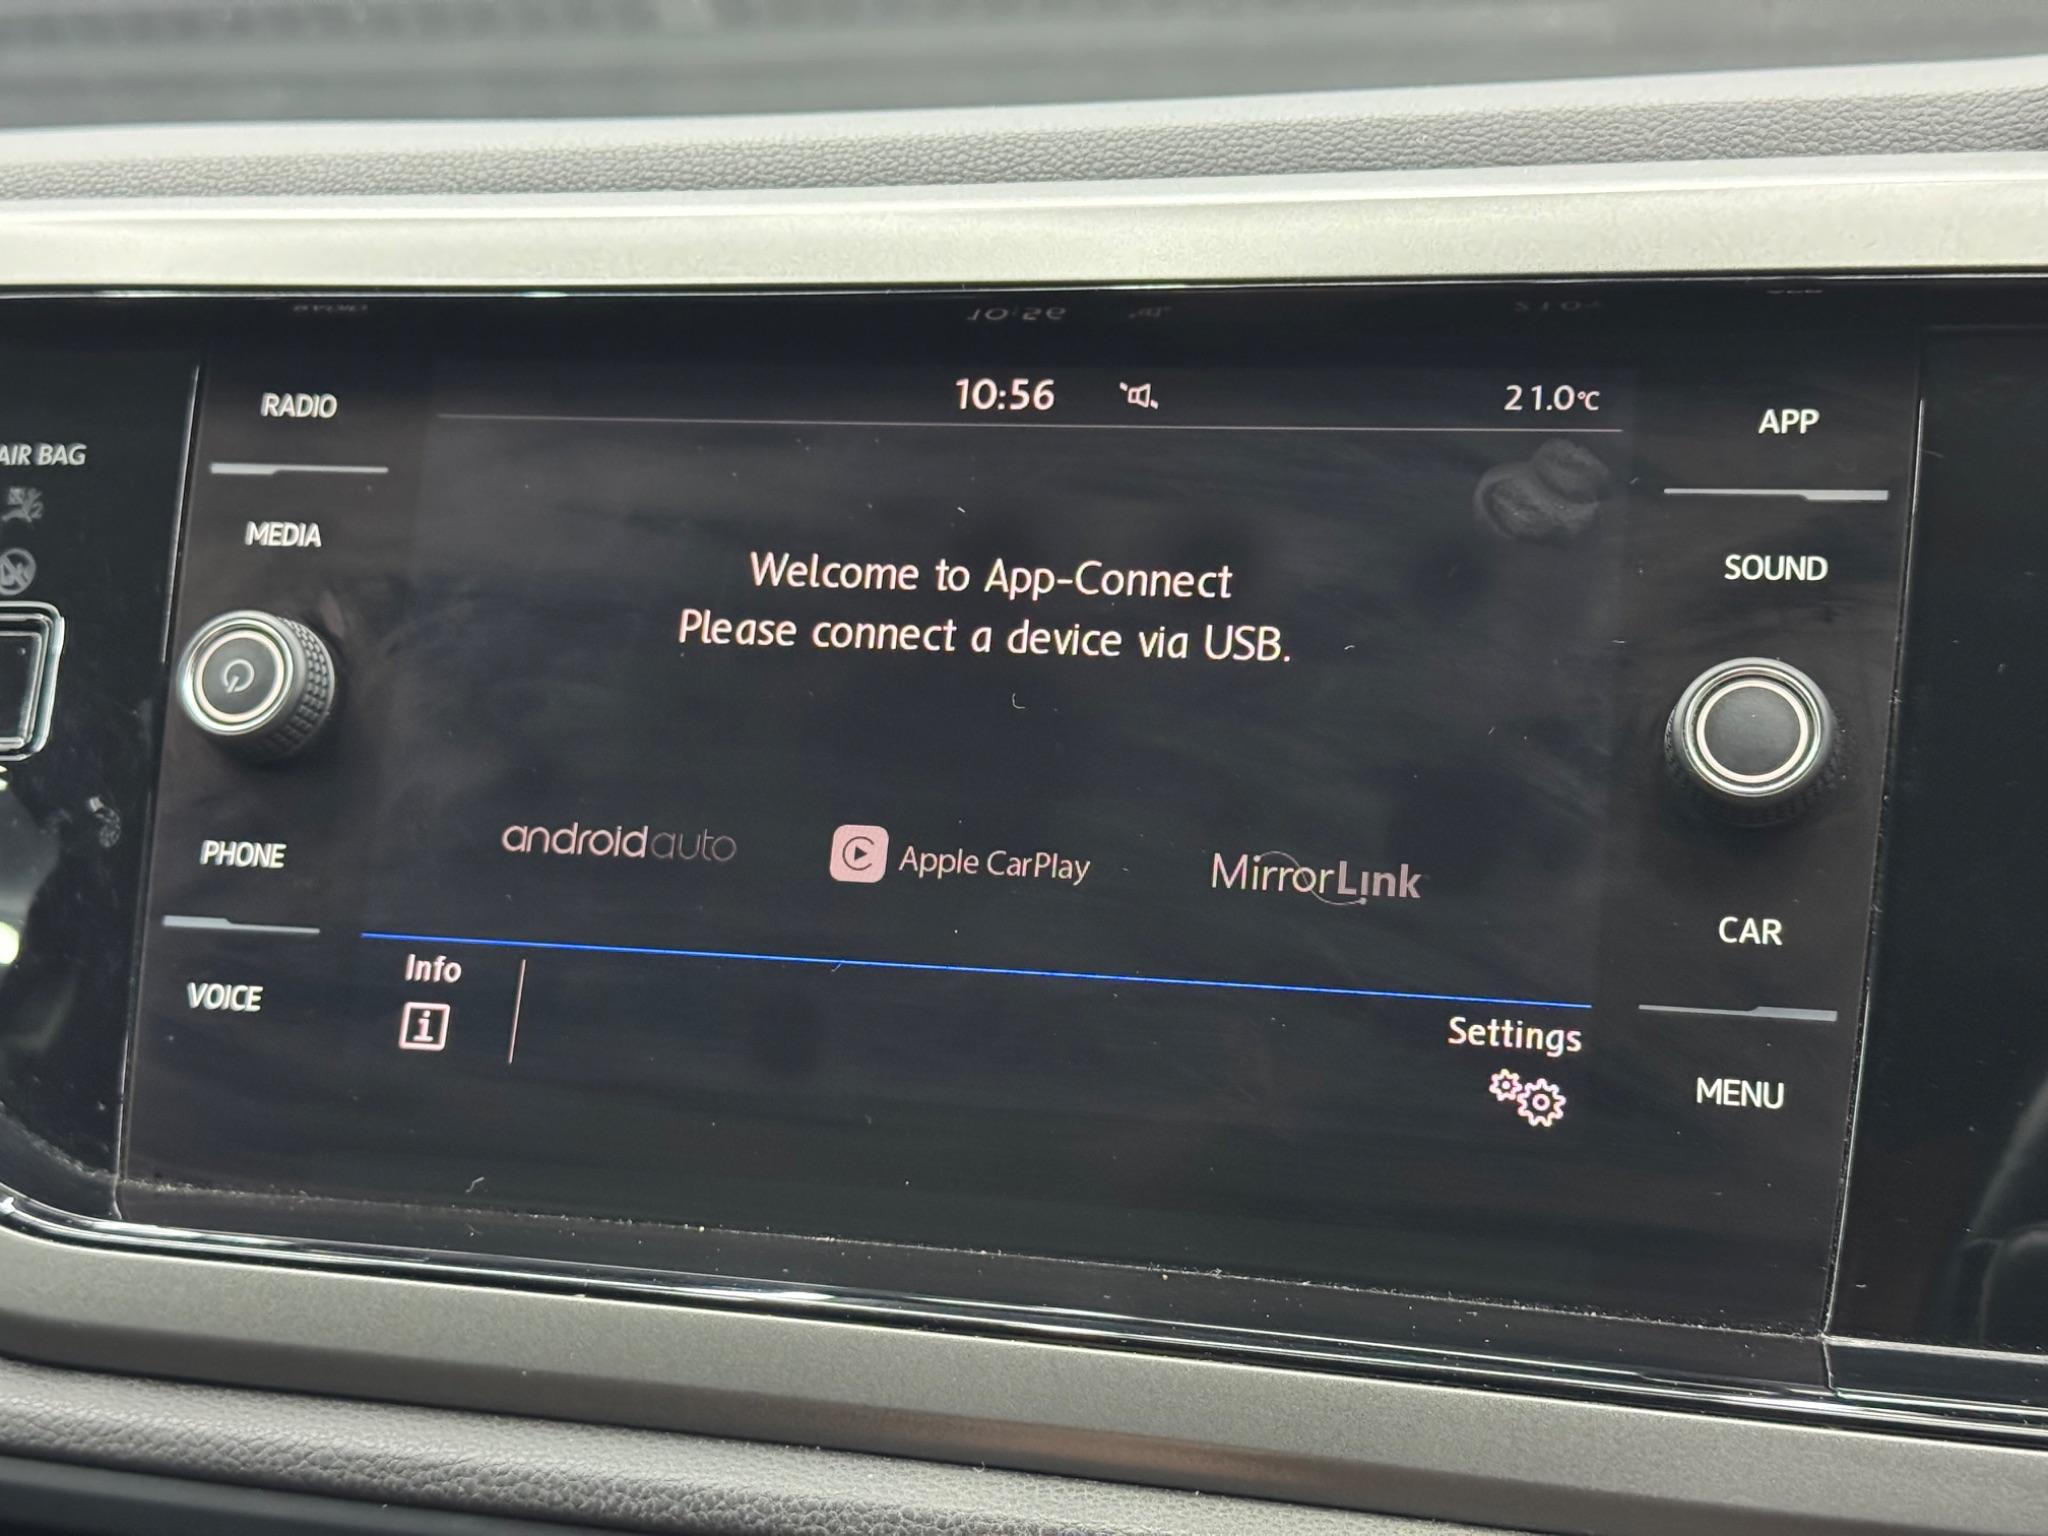 10:56
21.0°C
RADIO
MEDIA
PHONE
VOICE
AIR BAG
Welcome to App-Connect
Please connect a device via USB.
androidauto
Apple CarPlay
MirrorLink
Info
i
Settings
APP
SOUND
CAR
MENU